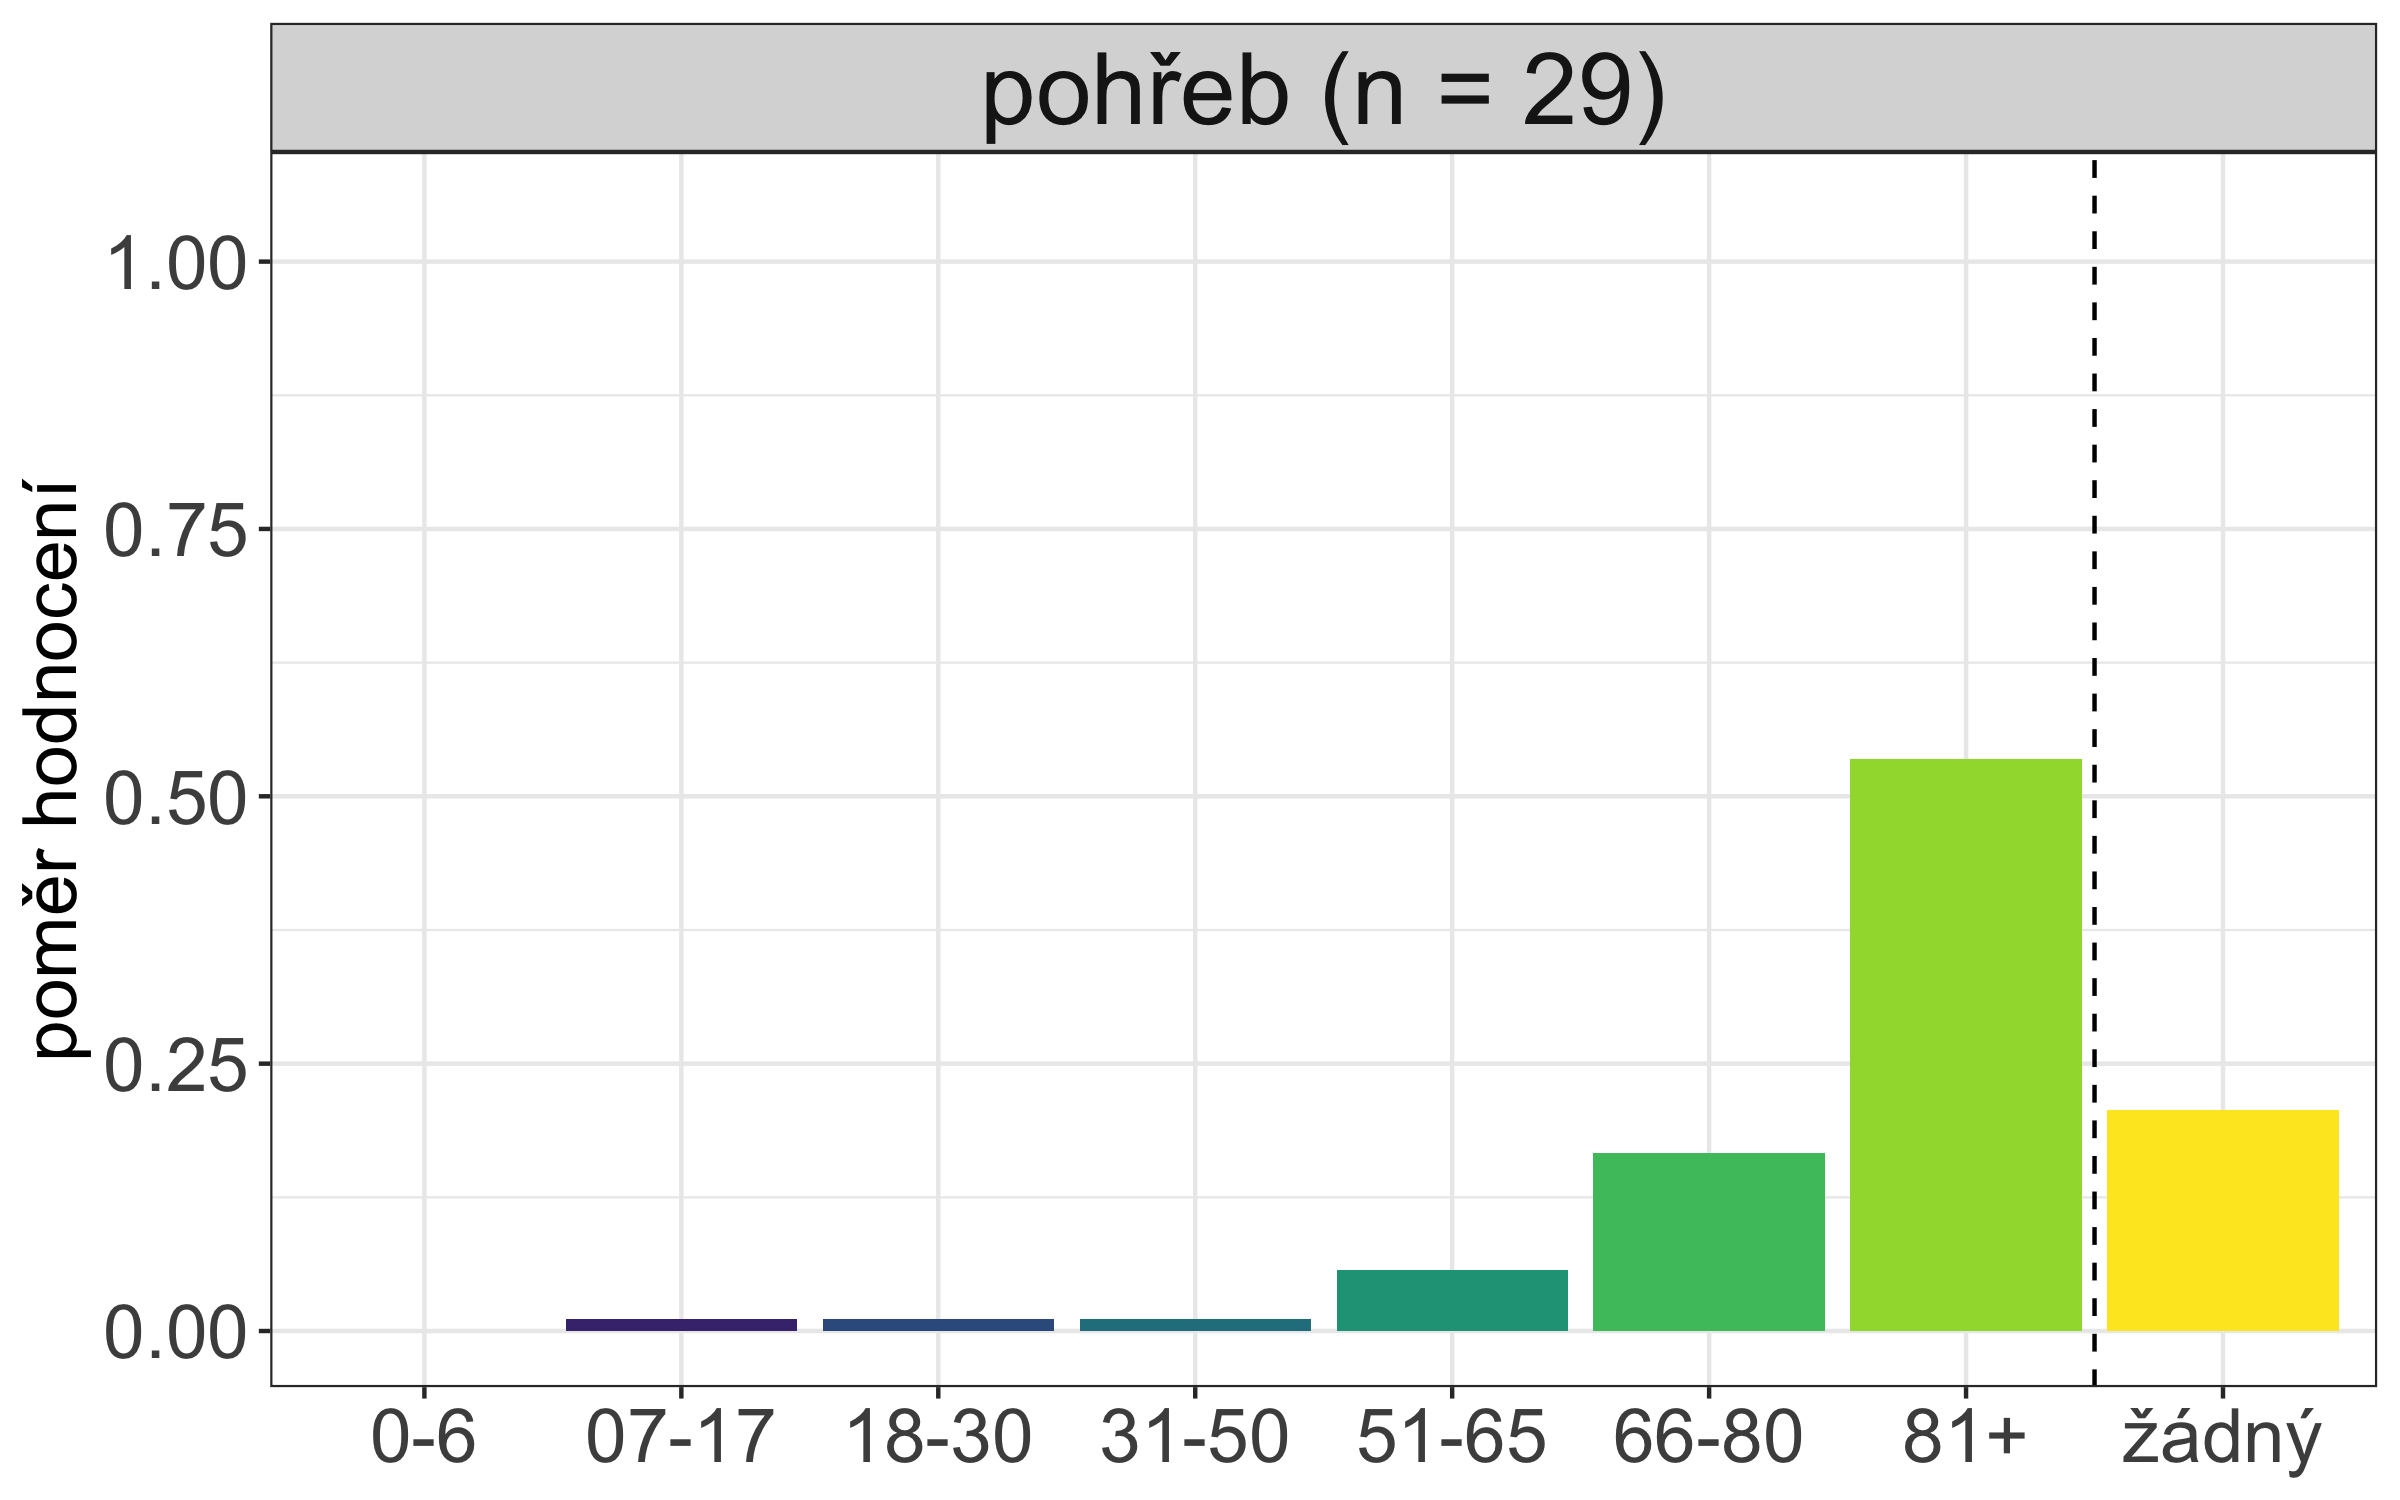 pohřeb (n = 29)
poměr hodnocení
1.00
0.75
0.50
0.25
0.00
0-6 07-17 18-30 31-50 51-65 66-80 81+ žádný